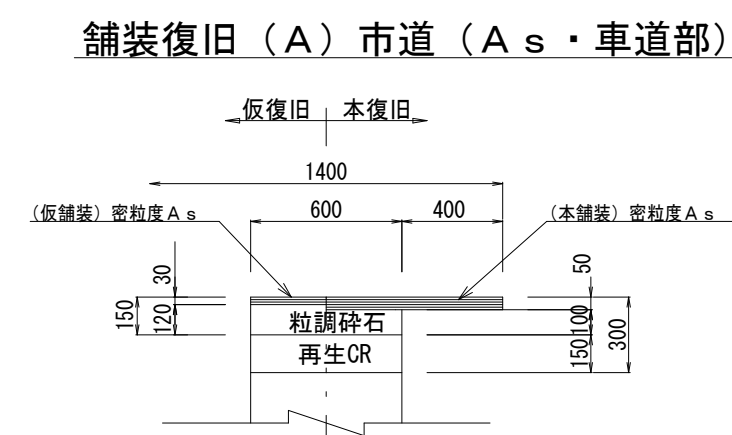 舗装復旧（Ａ）市道（Ａｓ・車道部）
仮復旧 本復旧
1400
（仮舗装）密粒度Ａｓ 600 400 （本舗装）密粒度Ａｓ
30 50
150 120 粒調砕石 100 300
再生CR 150